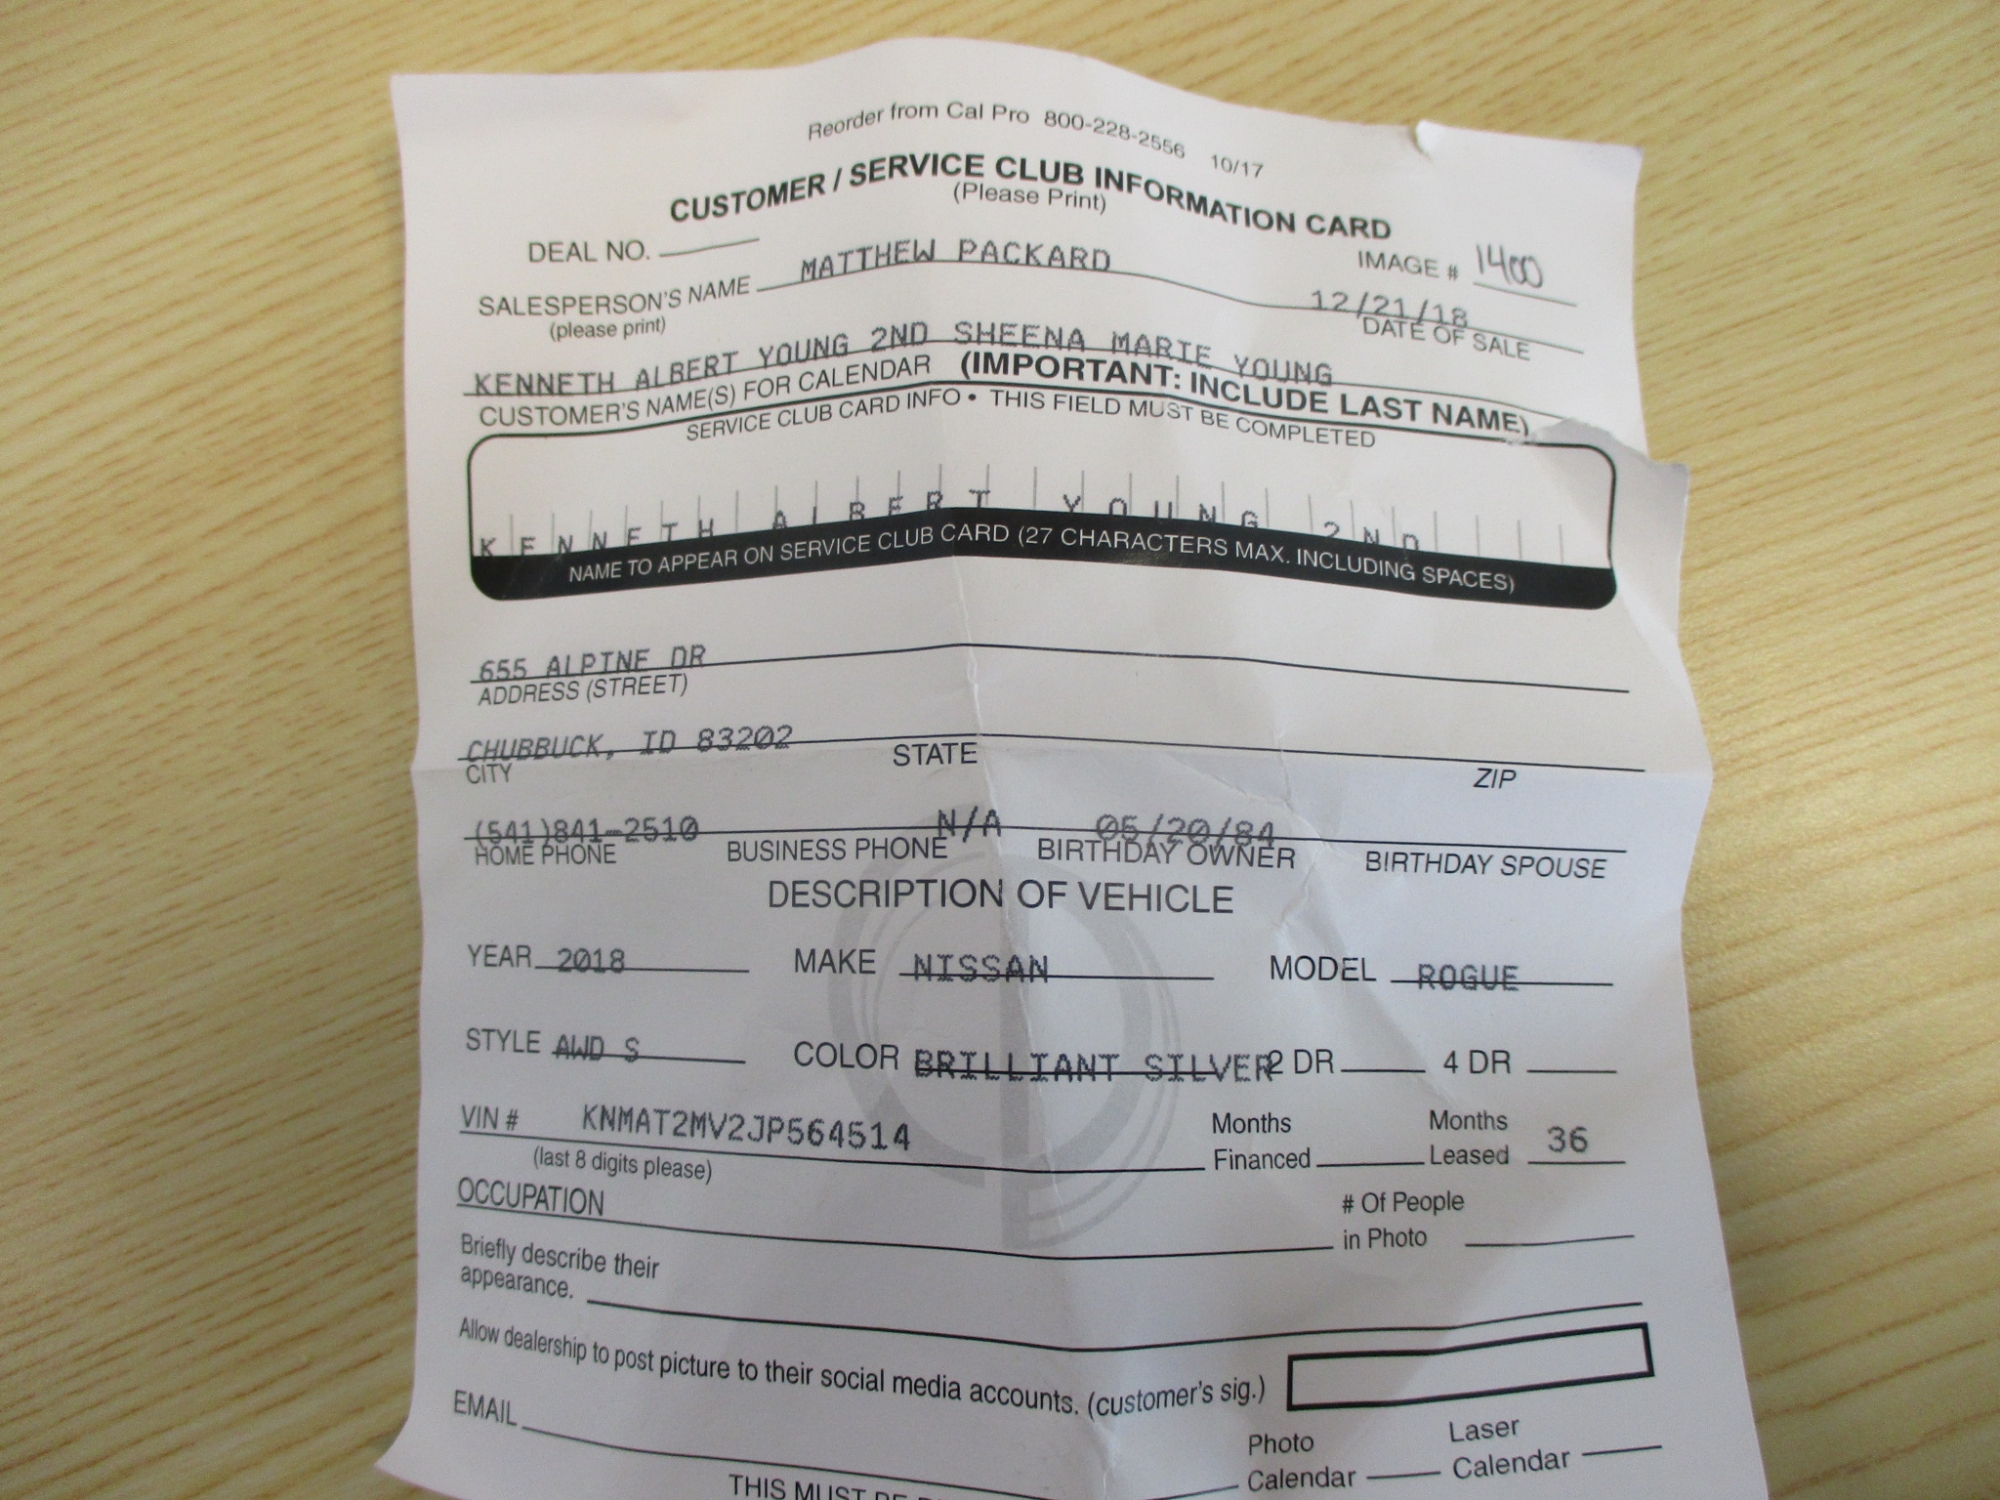 Reorder from Cal Pro 800-228-2556 10/17
CUSTOMER / SERVICE CLUB INFORMATION CARD
(Please Print)
DEAL NO.
IMAGE # 1400
SALESPERSON'S NAME MATTHEW PACKARD 12/21/18
(please print) DATE OF SALE
KENNETH ALBERT YOUNG 2ND SHEENA MARIE YOUNG
CUSTOMER'S NAME(S) FOR CALENDAR (IMPORTANT: INCLUDE LAST NAME)
SERVICE CLUB CARD INFO • THIS FIELD MUST BE COMPLETED
KENNETH ALBERT YOUNG 2ND
NAME TO APPEAR ON SERVICE CLUB CARD (27 CHARACTERS MAX. INCLUDING SPACES)
655 ALPINE DR
ADDRESS (STREET)
CHUBBUCK, ID 83202
CITY STATE ZIP
(541)841-2510 N/A 05/20/84
HOME PHONE BUSINESS PHONE BIRTHDAY OWNER BIRTHDAY SPOUSE
DESCRIPTION OF VEHICLE
YEAR 2018 MAKE NISSAN MODEL ROGUE
STYLE AWD S COLOR BRILLIANT SILVER 2 DR 4 DR
VIN # KNMAT2MV2JP564514 Months Financed Months Leased 36
(last 8 digits please)
OCCUPATION # Of People in Photo
Briefly describe their
appearance.
Allow dealership to post picture to their social media accounts. (customer's sig.)
EMAIL Photo Calendar Laser Calendar
THIS MUST BE